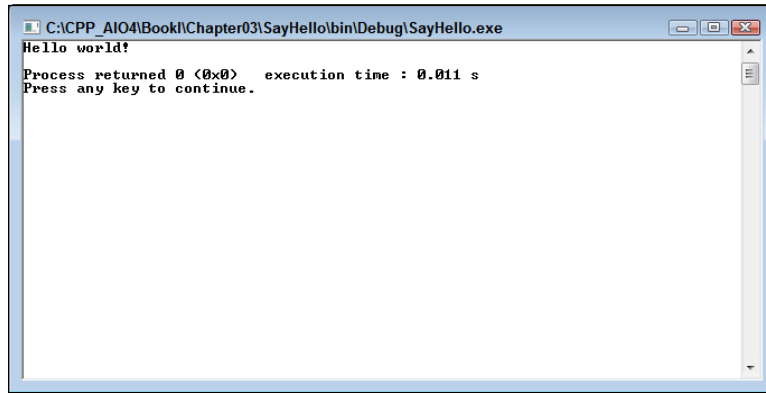 C:\CPP_AIO4\BookI\Chapter03\SayHello\bin\Debug\SayHello.exe
Hello world!
Process returned 0 (0x0)   execution time : 0.011 s
Press any key to continue.